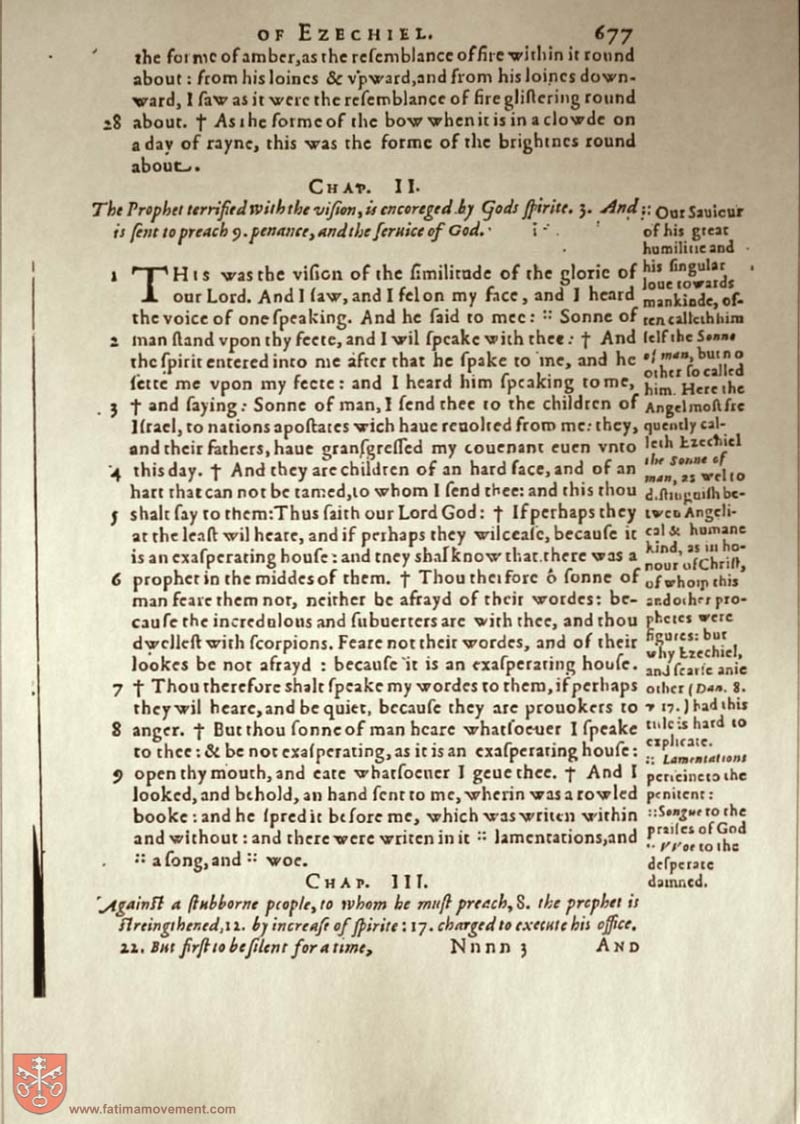 OF EZECHIEL. 677
the forme of amber, as the reſemblance of fire within it round
about : from his loines & vpward, and from his loines down-
ward, I ſaw as it were the reſemblance of fire gliſtering round
28 about. † As the forme of the bow when it is in a clowde on
a day of rayne, this was the forme of the brightnes round
about.
CHAP. II.
The Prophet terrified with the viſion, is encoreged by Gods ſpirite. 3. And
is ſent to preach 9. penance, and the ſeruice of God.
1 THis was the viſion of the ſimilitude of the glorie of
our Lord. And I ſaw, and I fel on my face, and I heard
the voice of one ſpeaking. And he ſaid to mee: :: Sonne of
2 man ſtand vpon thy feete, and I wil ſpeake with thee: † And
the ſpirit entered into me after that he ſpake to me, and he
ſette me vpon my feete : and I heard him ſpeaking to me,
3 † and ſaying: Sonne of man, I ſend thee to the children of
Iſrael, to nations apoſtates wich haue reuolted from me: they,
and their fathers, haue granſgreſſed my couenant euen vnto
4 this day. † And they are children of an hard face, and of an
hart that can not be tamed, to whom I ſend thee: and this thou
5 shalt ſay to them: Thus ſaith our Lord God: † If perhaps they
at the leaſt wil heare, and if perhaps they wil ceaſe, becauſe it
is an exaſperating houſe : and they shal know that there was a
6 prophet in the middes of them. † Thou therfore ô ſonne of
man feare them not, neither be afrayd of their wordes: be-
cauſe the incredulous and ſubuerters are with thee, and thou
dwelleſt with ſcorpions. Feare not their wordes, and of their
lookes be not afrayd : becauſe it is an exaſperating houſe.
7 † Thou therefore shalt ſpeake my wordes to them, if perhaps
they wil heare, and be quiet, becauſe they are prouokers to
8 anger. † But thou ſonne of man heare whatſoeuer I ſpeake
to thee : & be not exaſperating, as it is an exaſperating houſe:
9 open thy mouth, and eate whatſoeuer I geue thee. † And I
looked, and behold, an hand ſent to me, wherin was a rowled
booke : and he ſpred it before me, which was writen within
and without : and there were writen in it :: lamentations, and
:: a ſong, and :: woe.
:: Our Sauiour
of his great
humilitie and
his ſingular
loue towards
mankinde, of-
ten calleth him
ſelf the Sonne
of man, but no
other ſo called
him. Here the
Angel moſt fre
quently cal-
leth Ezechiel
the Sonne of
man, as wel to
diſtinguiſh be-
twen Angeli-
cal & humane
kind, as in ho-
nour of Chriſt,
of whom this
and other pro-
phetes were
figures: but
why Ezechiel,
and ſcarſe anie
other (Dan. 8.
v 17.) had this
title is hard to
explicate.
:: Lamentations
perteine to the
penitent :
:: Songue to the
praiſes of God
:: VVoe to the
deſperate
damned.
CHAP. III.
Againſt a ſtubborne people, to whom he muſt preach, 8. the prophet is
ſtreingthened, 12. by increaſe of ſpirite : 17. charged to execute his office.
22. But firſt to be ſilent for a time,
Nnnn 3 AND
www.fatimamovement.com